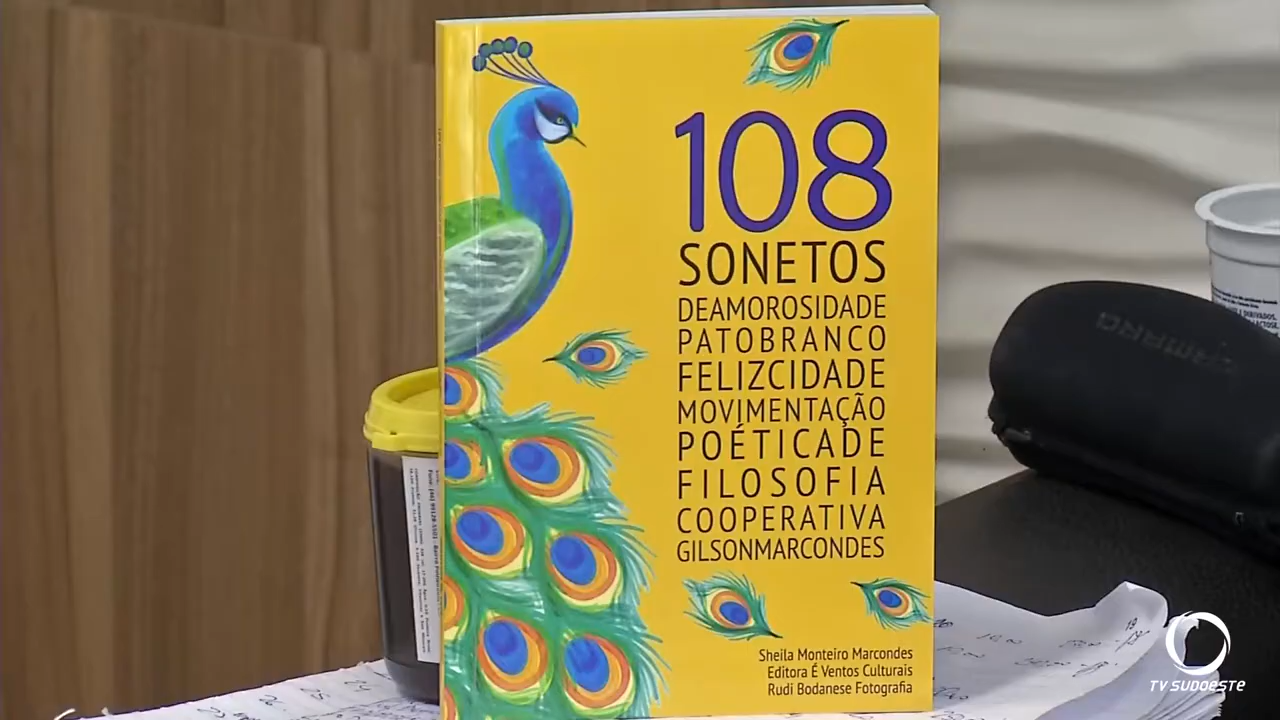 108
SONETOS
DEAMOROSIDADE
PATOBRANCO
FELIZCIDADE
MOVIMENTAÇÃO
POÉTICADE
FILOSOFIA
COOPERATIVA
GILSONMARCONDES
Sheila Monteiro Marcondes
Editora É Ventos Culturais
Rudi Bodanese Fotografia
TV SUDOESTE